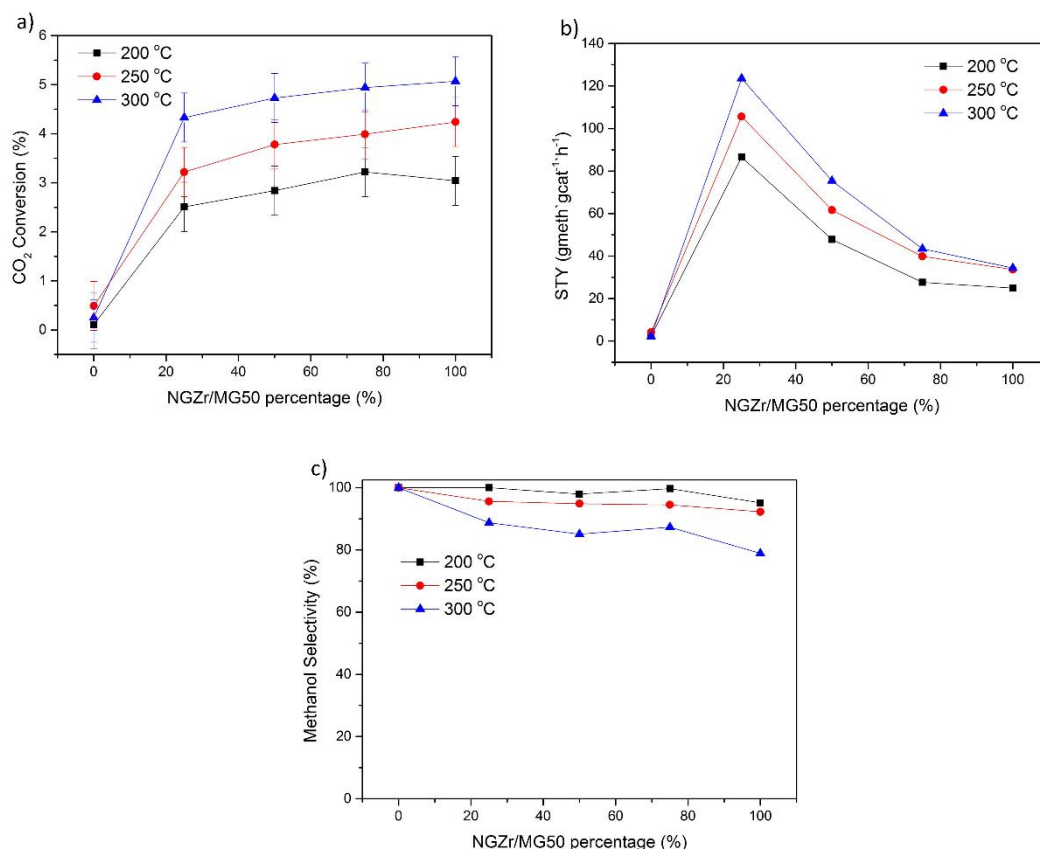 a)
200 °C
250 °C
300 °C
6
5
4
3
2
1
0
CO₂ Conversion (%)
0 20 40 60 80 100
NGZr/MG50 percentage (%)
b)
200 °C
250 °C
300 °C
140
120
100
80
60
40
20
0
STY (gmeth`gcat⁻¹`h⁻¹)
0 20 40 60 80 100
NGZr/MG50 percentage (%)
c)
200 °C
250 °C
300 °C
100
80
60
40
20
0
Methanol Selectivity (%)
0 20 40 60 80 100
NGZr/MG50 percentage (%)